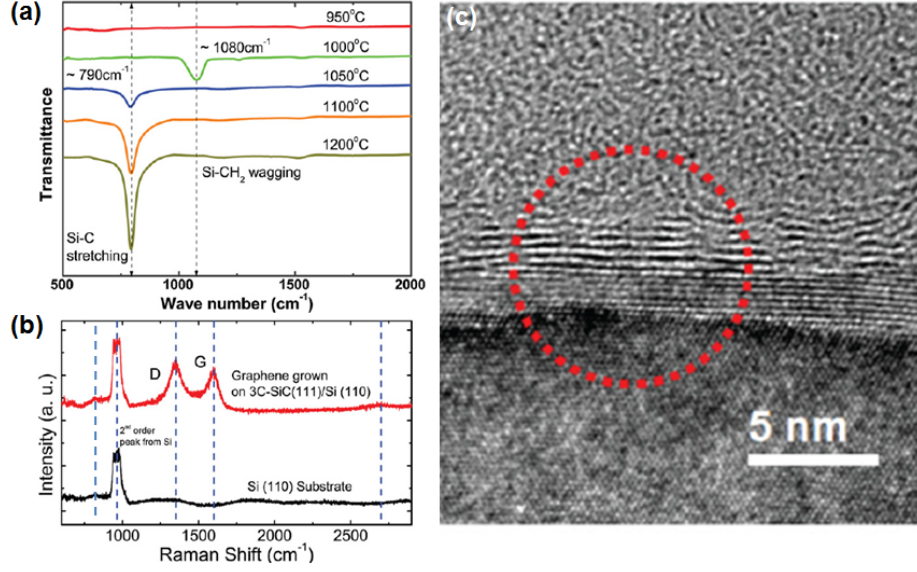 (a)
950°C
~ 1080cm⁻¹
1000°C
~ 790cm⁻¹
1050°C
1100°C
1200°C
Si-CH₂ wagging
Si-C
stretching
Transmittance
500
1000
1500
2000
Wave number (cm⁻¹)
(b)
D
G
Graphene grown
on 3C-SiC(111)/Si (110)
2ⁿᵈ order
peak from Si
Si (110) Substrate
Intensity (a. u.)
1000
1500
2000
2500
Raman Shift (cm⁻¹)
(c)
5 nm